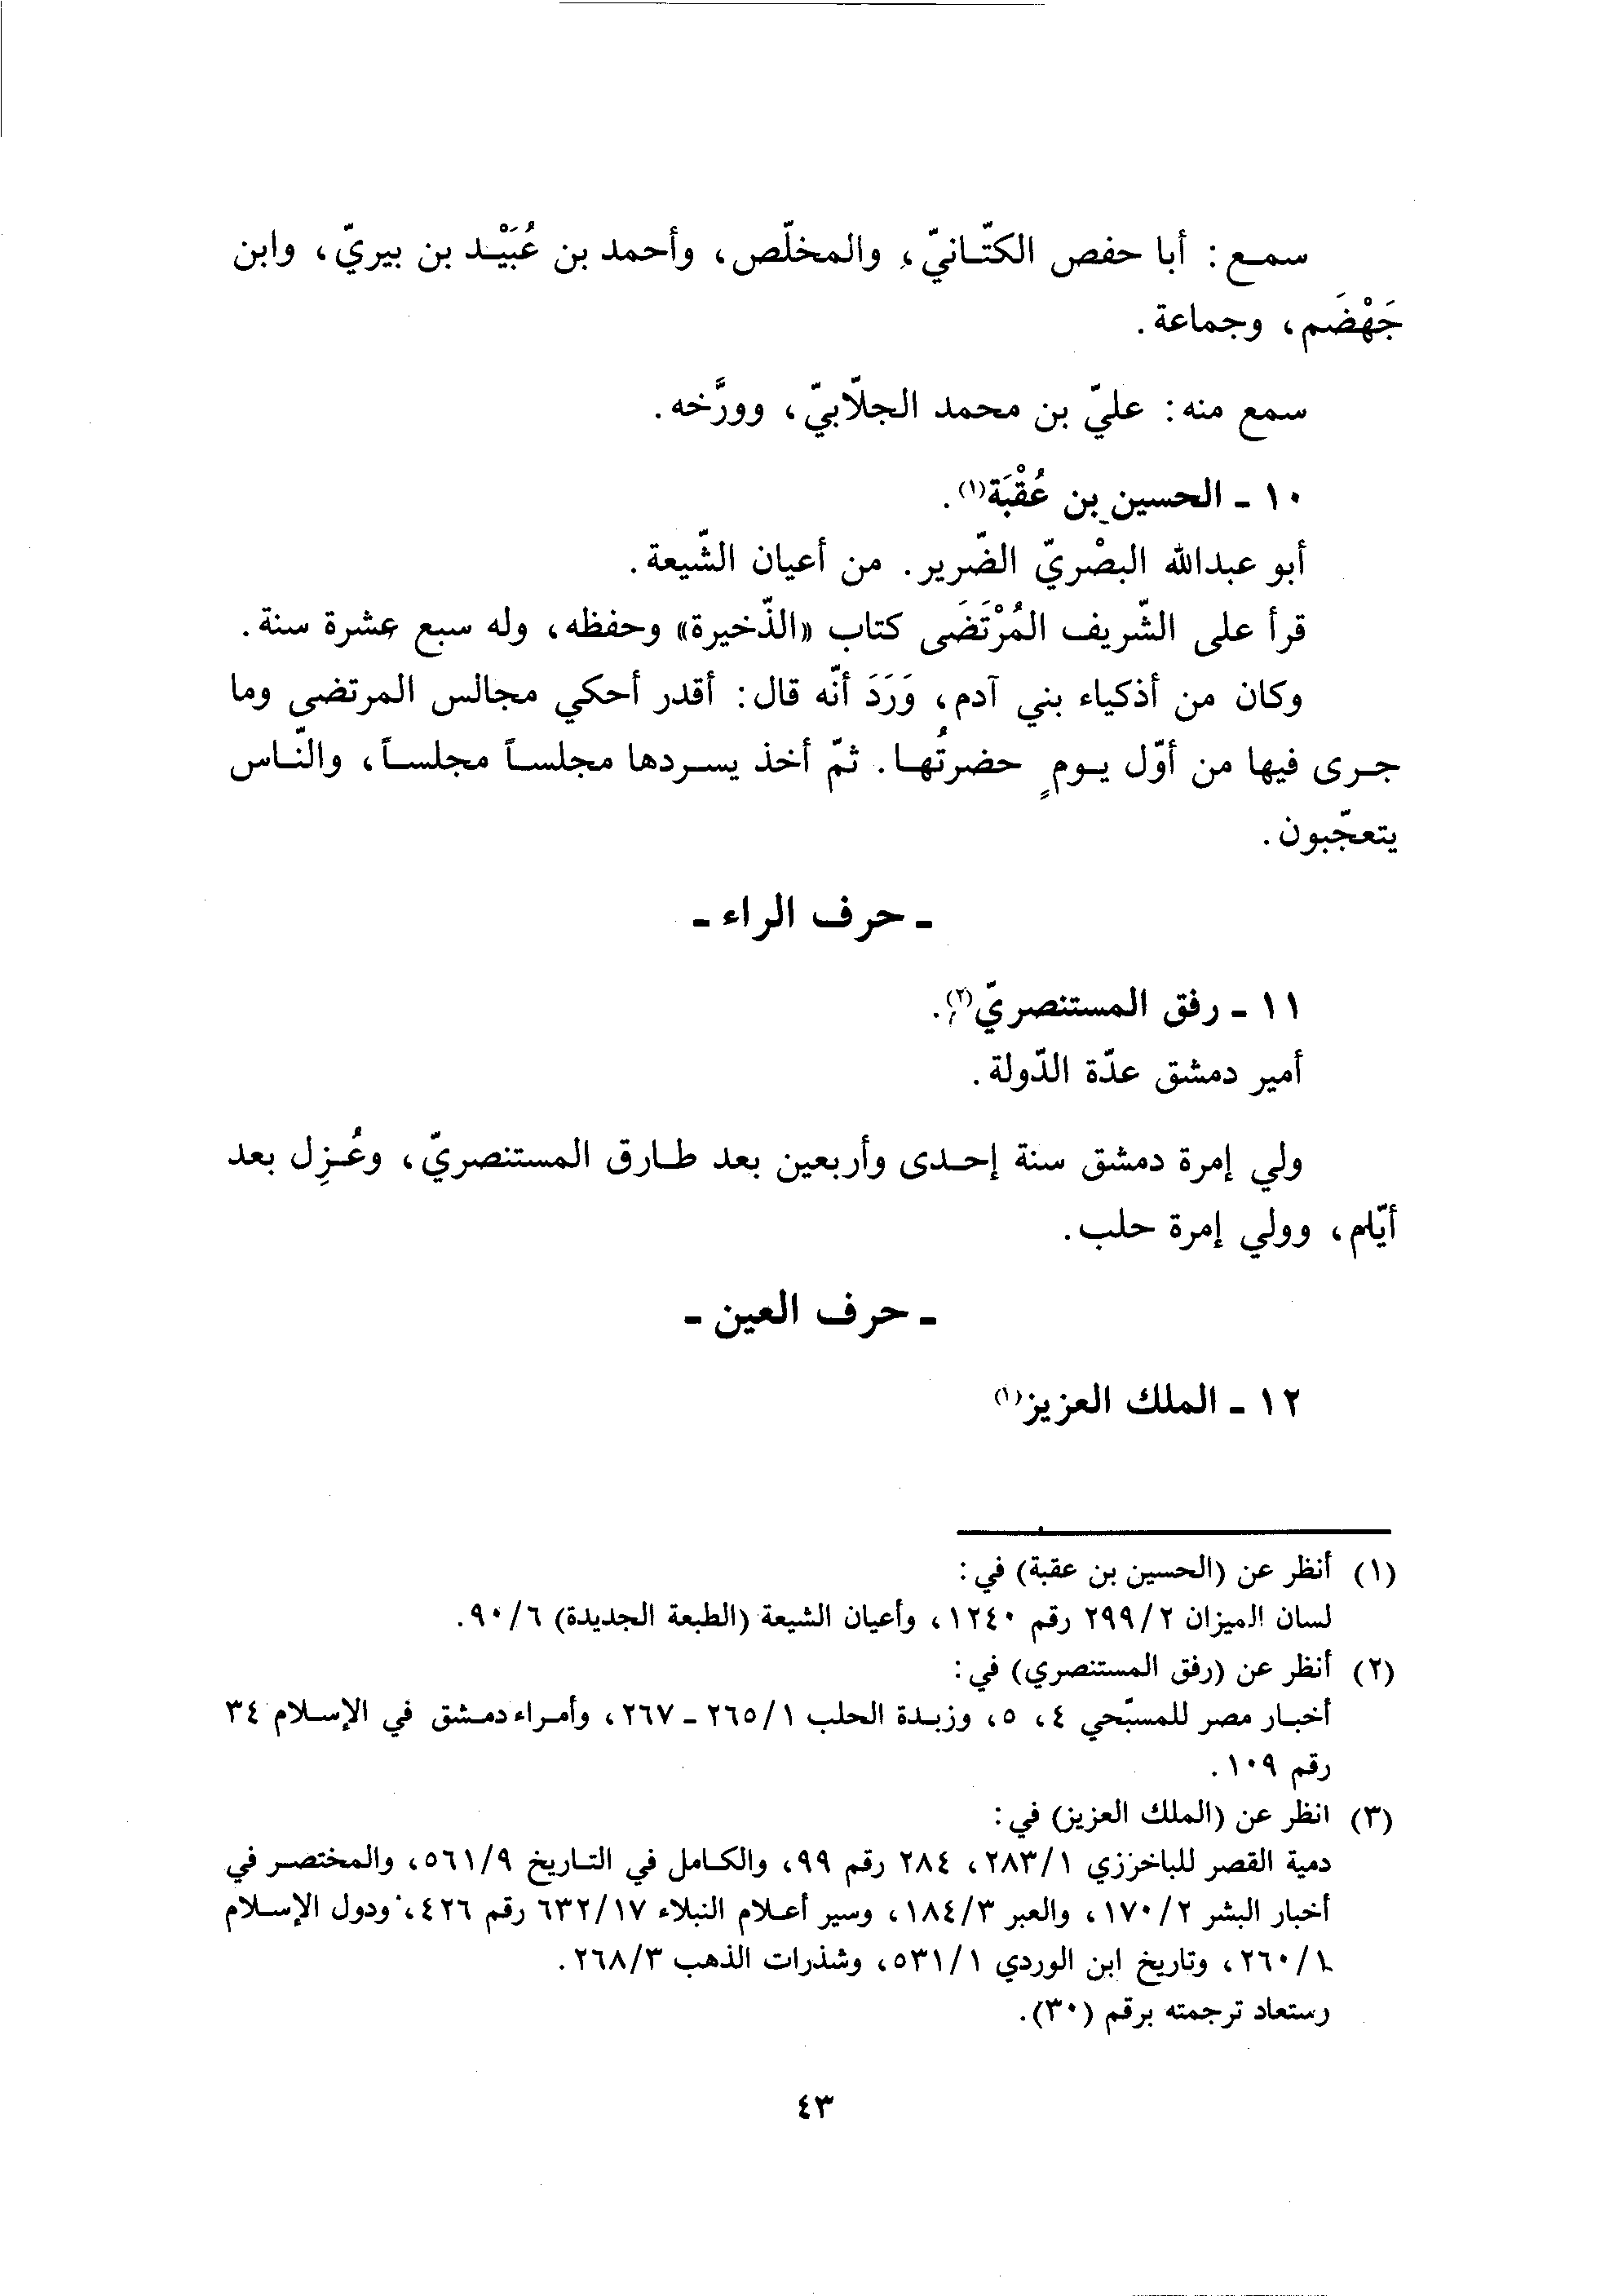 سمع: أبا حفص الكتّانيّ، والمخلّص، وأحمد بن عُبَيْد بن بيريّ، وابن
جَهْضَم، وجماعة.
سمع منه: عليّ بن محمد الجلّابيّ، وورَّخه.
١٠ - الحسين بن عُقْبَة(١).
أبو عبدالله البصْريّ الضّرير. من أعيان الشّيعة.
قرأ على الشّريف المُرْتَضَى كتاب «الذّخيرة» وحفظه، وله سبع عشرة سنة.
وكان من أذكياء بني آدم، وَرَدَ أنّه قال: أقدر أحكي مجالس المرتضى وما
جرى فيها من أوّل يومٍ حضرتُها. ثمّ أخذ يسردها مجلساً مجلساً، والنّاس
يتعجّبون.
- حرف الراء -
١١ - رفق المستنصريّ(٢).
أمير دمشق عدّة الدّولة.
ولي إمرة دمشق سنة إحدى وأربعين بعد طارق المستنصريّ، وعُزِل بعد
أيّام، وولي إمرة حلب.
- حرف العين -
١٢ - الملك العزيز(١)
(١) أنظر عن (الحسين بن عقبة) في:
لسان الميزان ٢/٢٩٩ رقم ١٢٤٠، وأعيان الشيعة (الطبعة الجديدة) ٦/٩٠.
(٢) أنظر عن (رفق المستنصري) في:
أخبار مصر للمسبّحي ٤، ٥، وزبدة الحلب ١/٢٦٥ - ٢٦٧، وأمراء دمشق في الإسلام ٣٤
رقم ١٠٩.
(٣) انظر عن (الملك العزيز) في:
دمية القصر للباخرزي ١/٢٨٣، ٢٨٤ رقم ٩٩، والكامل في التاريخ ٩/٥٦١، والمختصر في
أخبار البشر ٢/١٧٠، والعبر ٣/١٨٤، وسير أعلام النبلاء ١٧/٦٣٢ رقم ٤٢٦، ودول الإسلام
١/٢٦٠، وتاريخ ابن الوردي ١/٥٣١، وشذرات الذهب ٣/٢٦٨.
وستعاد ترجمته برقم (٣٠).
٤٣